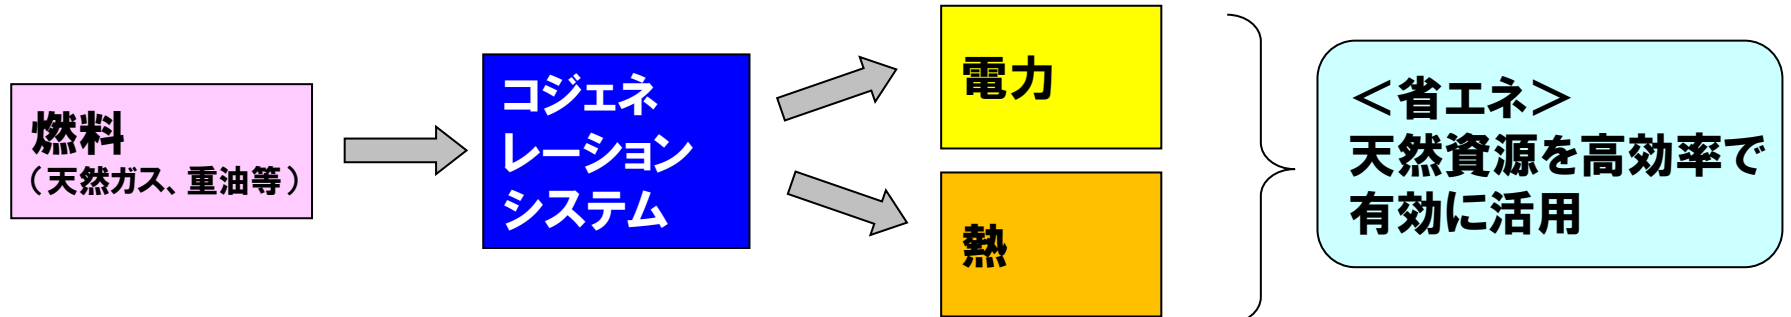 燃料
（天然ガス、重油等）
コジェネ
レーション
システム
電力
熱
＜省エネ＞
天然資源を高効率で
有効に活用